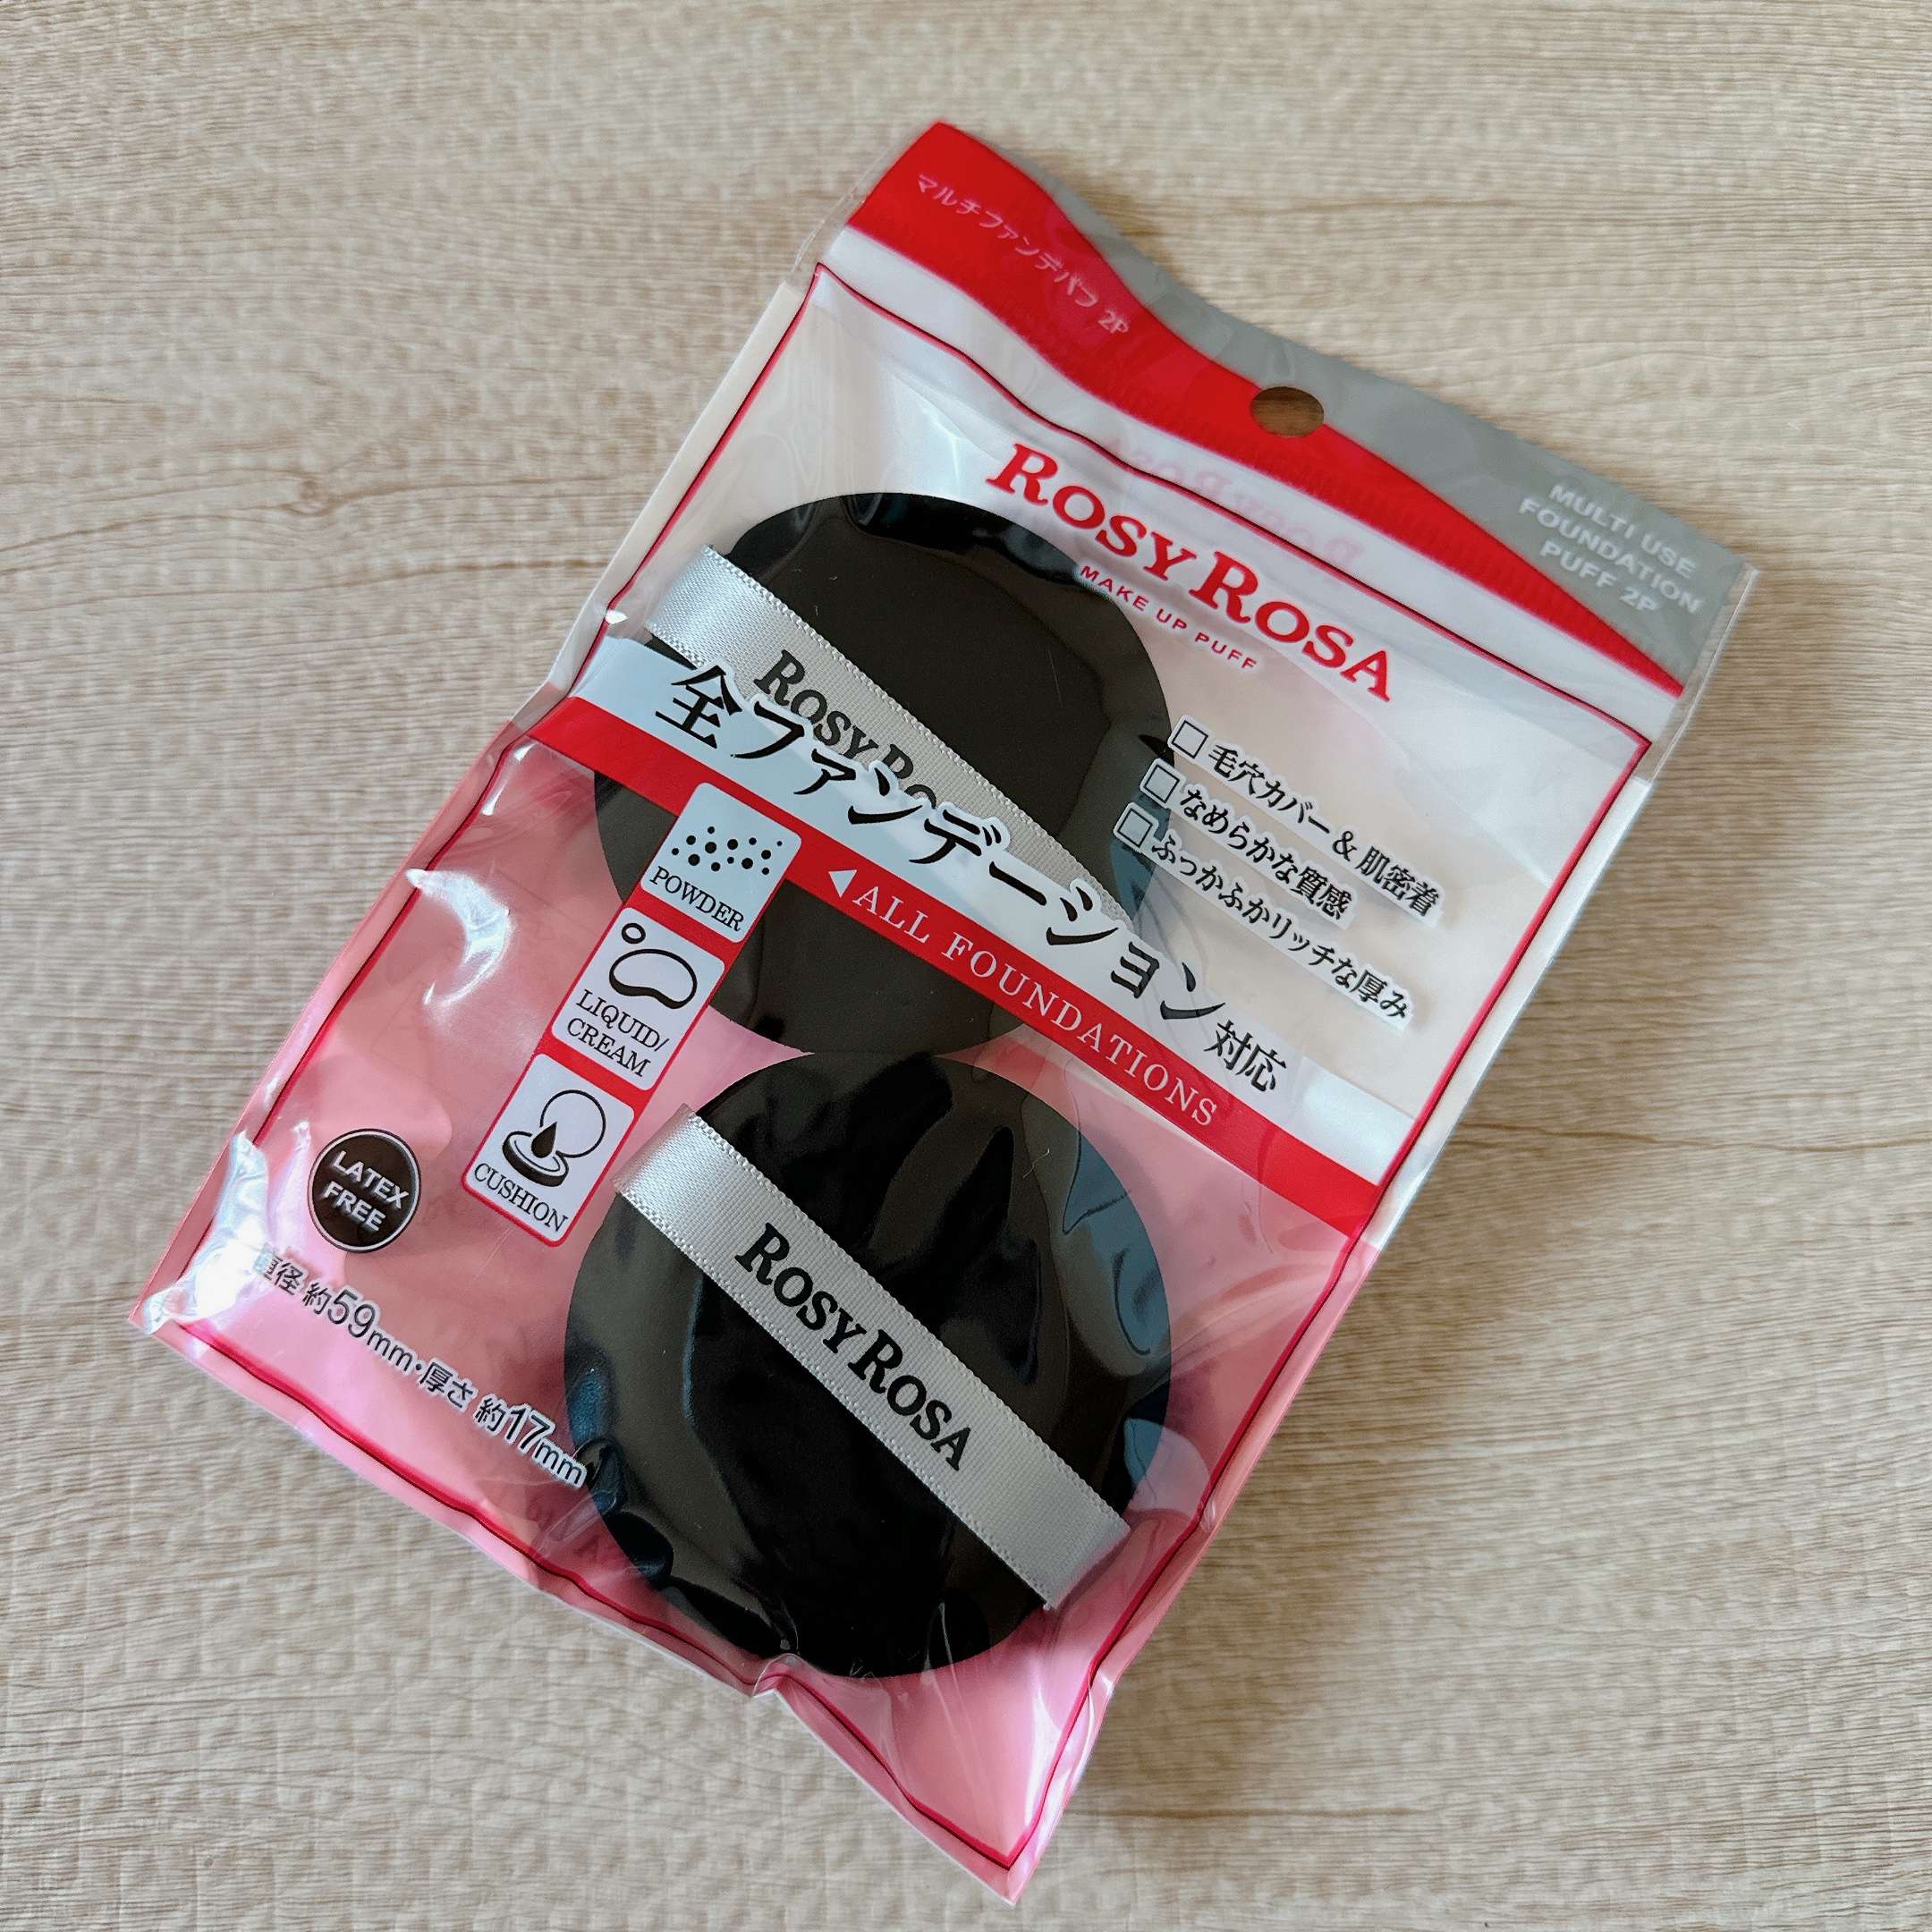 マルチファンデパフ 2P
MULTI USE
FOUNDATION
PUFF 2P
ROSY ROSA
MAKE UP PUFF
□毛穴カバー & 肌密着
□なめらかな質感
□ふっかふかリッチな厚み
ROSY
全ファンデーション対応
◀ALL FOUNDATIONS
POWDER
LIQUID/
CREAM
CUSHION
LATEX
FREE
直径 約59mm・厚さ 約17mm
ROSY ROSA